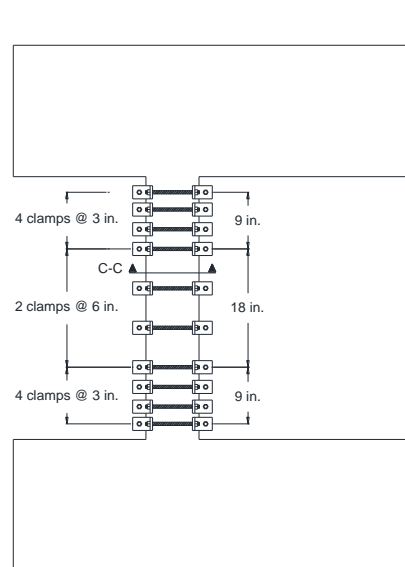 4 clamps @ 3 in.
9 in.
C-C
2 clamps @ 6 in.
18 in.
4 clamps @ 3 in.
9 in.